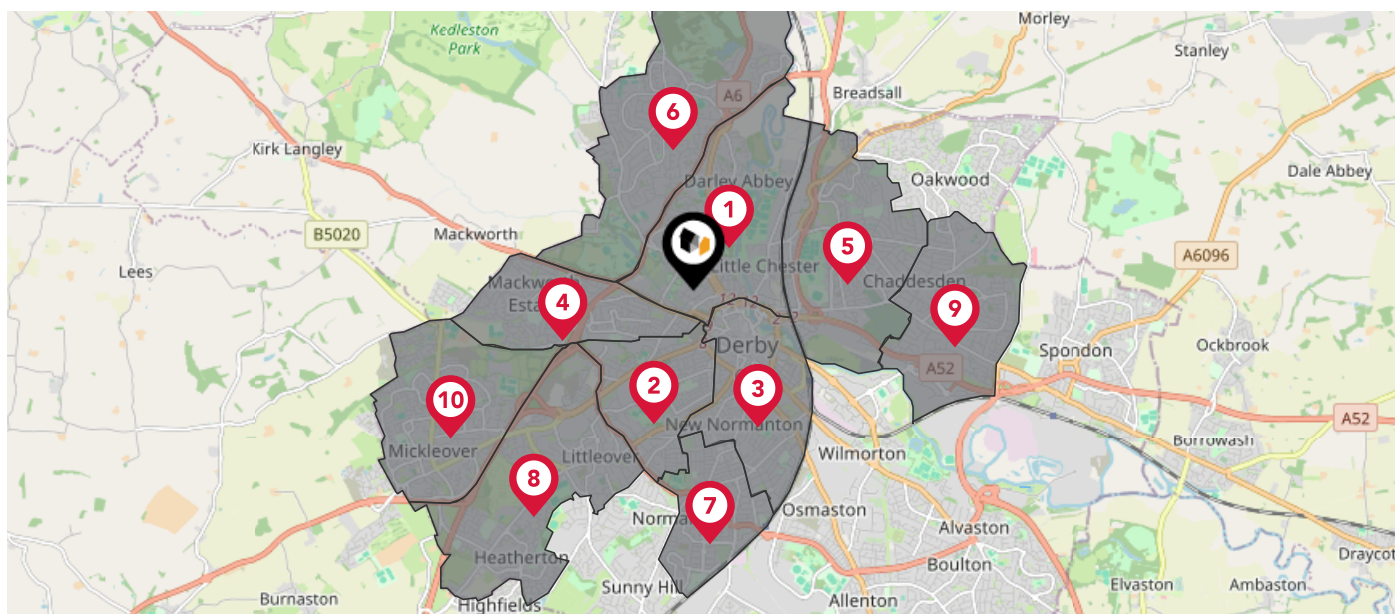 Morley
Kedleston
Park
Stanley
A6
Breadsall
6
Kirk Langley
Dale Abbey
Darley Abbey
Oakwood
1
B5020
Mackworth
5
A6096
Lees
Little Chester
Mackworth
Estate
4
Chaddesden
9
Derby
Spondon
Ockbrook
A52
2
3
10
A52
New Normanton
Mickleover
Littleover
Wilmorton
Borrowash
8
7
Osmaston
Alvaston
Heatherton
Boulton
Sunny Hill
Elvaston
Ambaston
Draycot
Burnaston
Highfields
Allenton